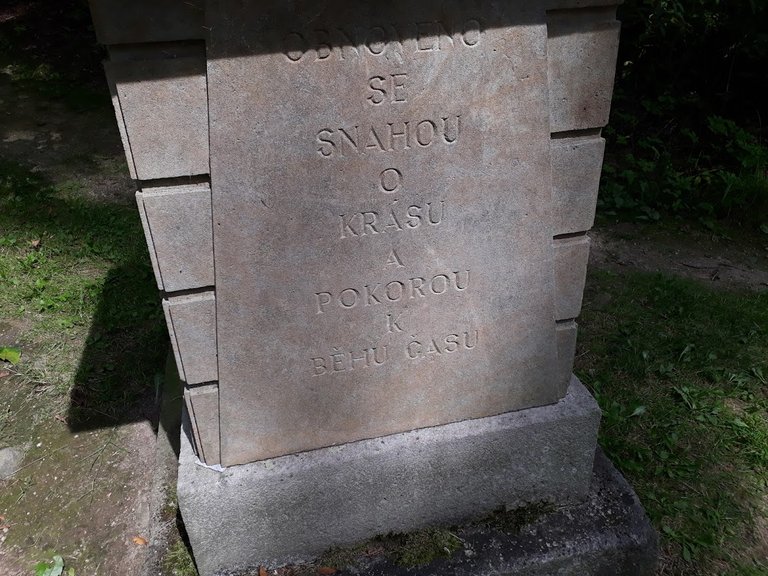 OBNOVENO
SE
SNAHOU
O
KRÁSU
A
POKOROU
K
BĚHU ČASU